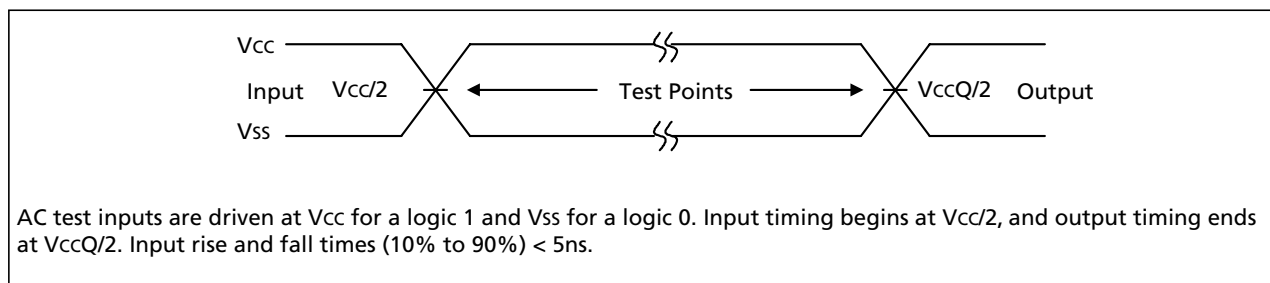 Vcc
Input Vcc/2 Test Points VccQ/2 Output
Vss
AC test inputs are driven at Vcc for a logic 1 and Vss for a logic 0. Input timing begins at Vcc/2, and output timing ends
at VccQ/2. Input rise and fall times (10% to 90%) < 5ns.